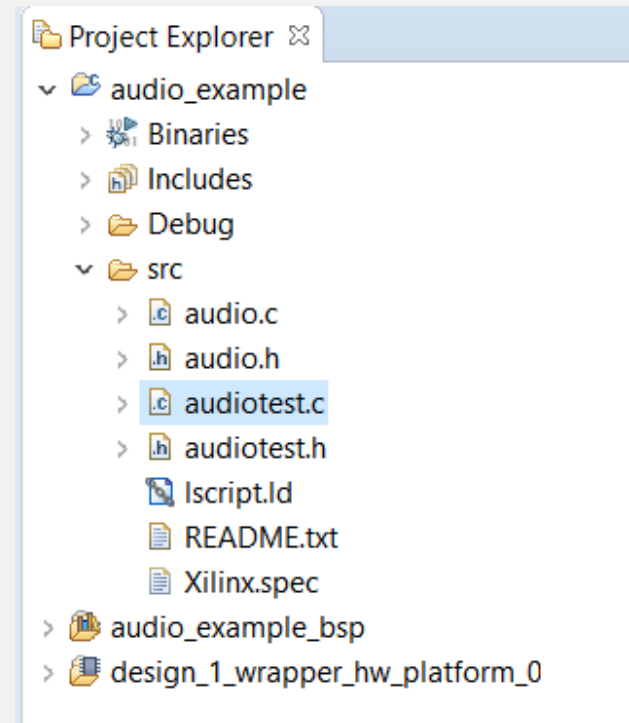 Project Explorer
audio_example
Binaries
Includes
Debug
src
.c audio.c
.h audio.h
.c audiotest.c
.h audiotest.h
lscript.ld
README.txt
Xilinx.spec
audio_example_bsp
design_1_wrapper_hw_platform_0